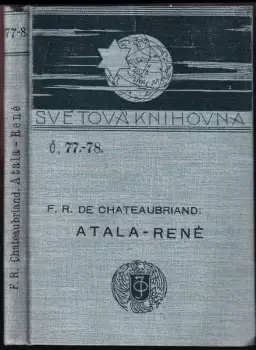 77-8
F. R. Chateaubriand: Atala - René
SVĚTOVÁ KNIHOVNA
Č. 77.-78.
F. R. DE CHATEAUBRIAND:
ATALA-RENÉ